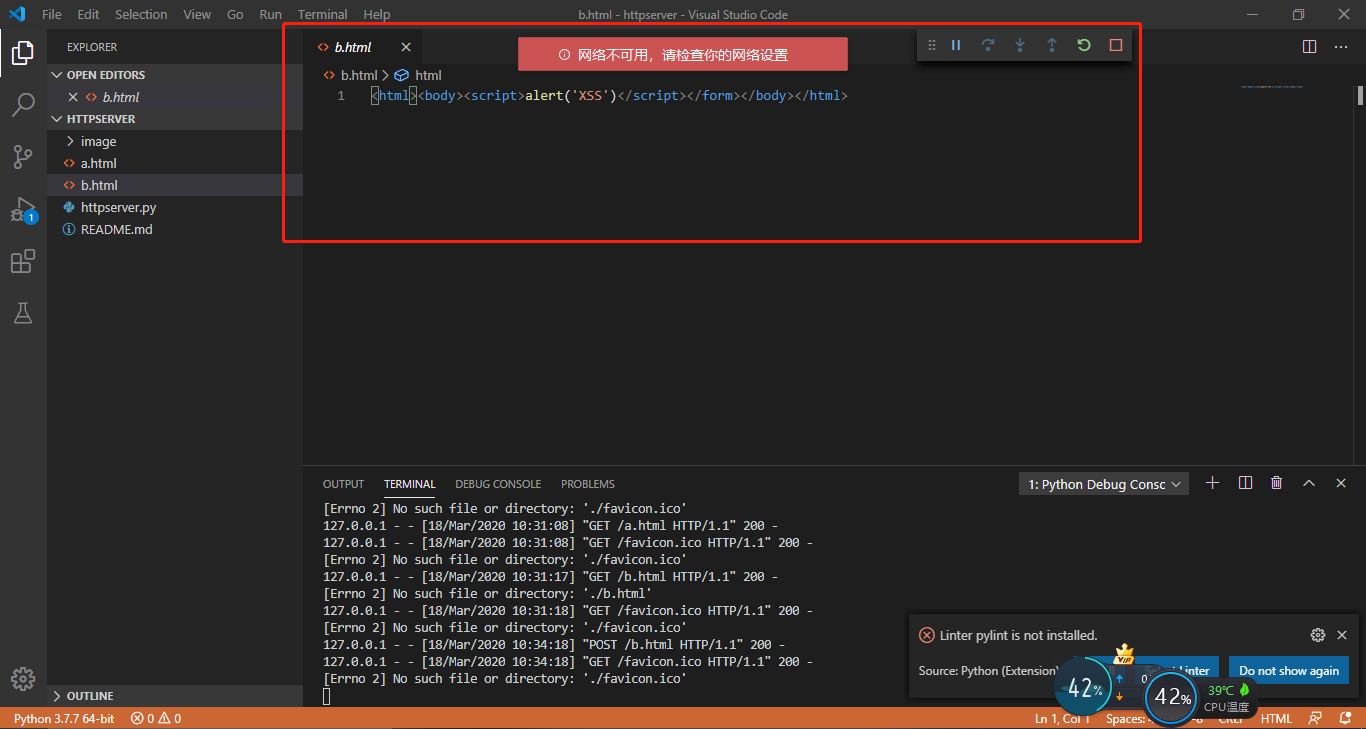 File Edit Selection View Go Run Terminal Help b.html - httpserver - Visual Studio Code
EXPLORER
OPEN EDITORS
b.html
HTTPSERVER
image
a.html
b.html
httpserver.py
README.md
OUTLINE
1
b.html
网络不可用，请检查你的网络设置
b.html > html
1 <html><body><script>alert('XSS')</script></form></body></html>
OUTPUT TERMINAL DEBUG CONSOLE PROBLEMS 1: Python Debug Consc
[Errno 2] No such file or directory: './favicon.ico'
127.0.0.1 - - [18/Mar/2020 10:31:08] "GET /a.html HTTP/1.1" 200 -
127.0.0.1 - - [18/Mar/2020 10:31:08] "GET /favicon.ico HTTP/1.1" 200 -
[Errno 2] No such file or directory: './favicon.ico'
127.0.0.1 - - [18/Mar/2020 10:31:17] "GET /b.html HTTP/1.1" 200 -
[Errno 2] No such file or directory: './b.html'
127.0.0.1 - - [18/Mar/2020 10:31:18] "GET /favicon.ico HTTP/1.1" 200 -
[Errno 2] No such file or directory: './favicon.ico'
127.0.0.1 - - [18/Mar/2020 10:34:18] "POST /b.html HTTP/1.1" 200 -
127.0.0.1 - - [18/Mar/2020 10:34:18] "GET /favicon.ico HTTP/1.1" 200 -
[Errno 2] No such file or directory: './favicon.ico'
Linter pylint is not installed.
Source: Python (Extension) Linter Do not show again
VIP
42%
0
42%
39℃
CPU温度
Python 3.7.7 64-bit 0 0 Ln 1, Col 1 Spaces: CRLF HTML